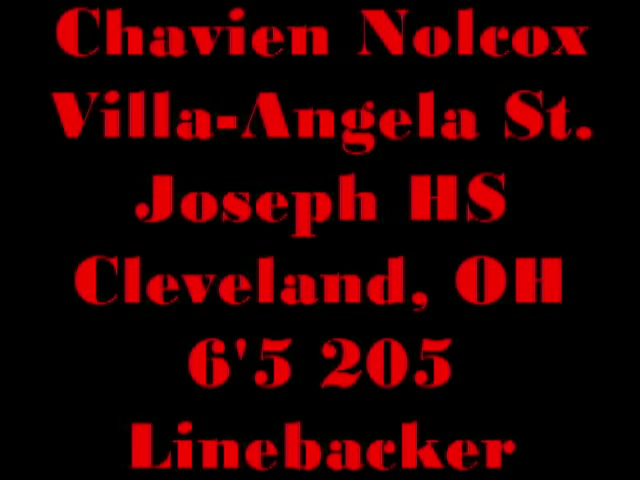 Chavien Nolcox
Villa-Angela St.
Joseph HS
Cleveland, OH
6'5 205
Linebacker